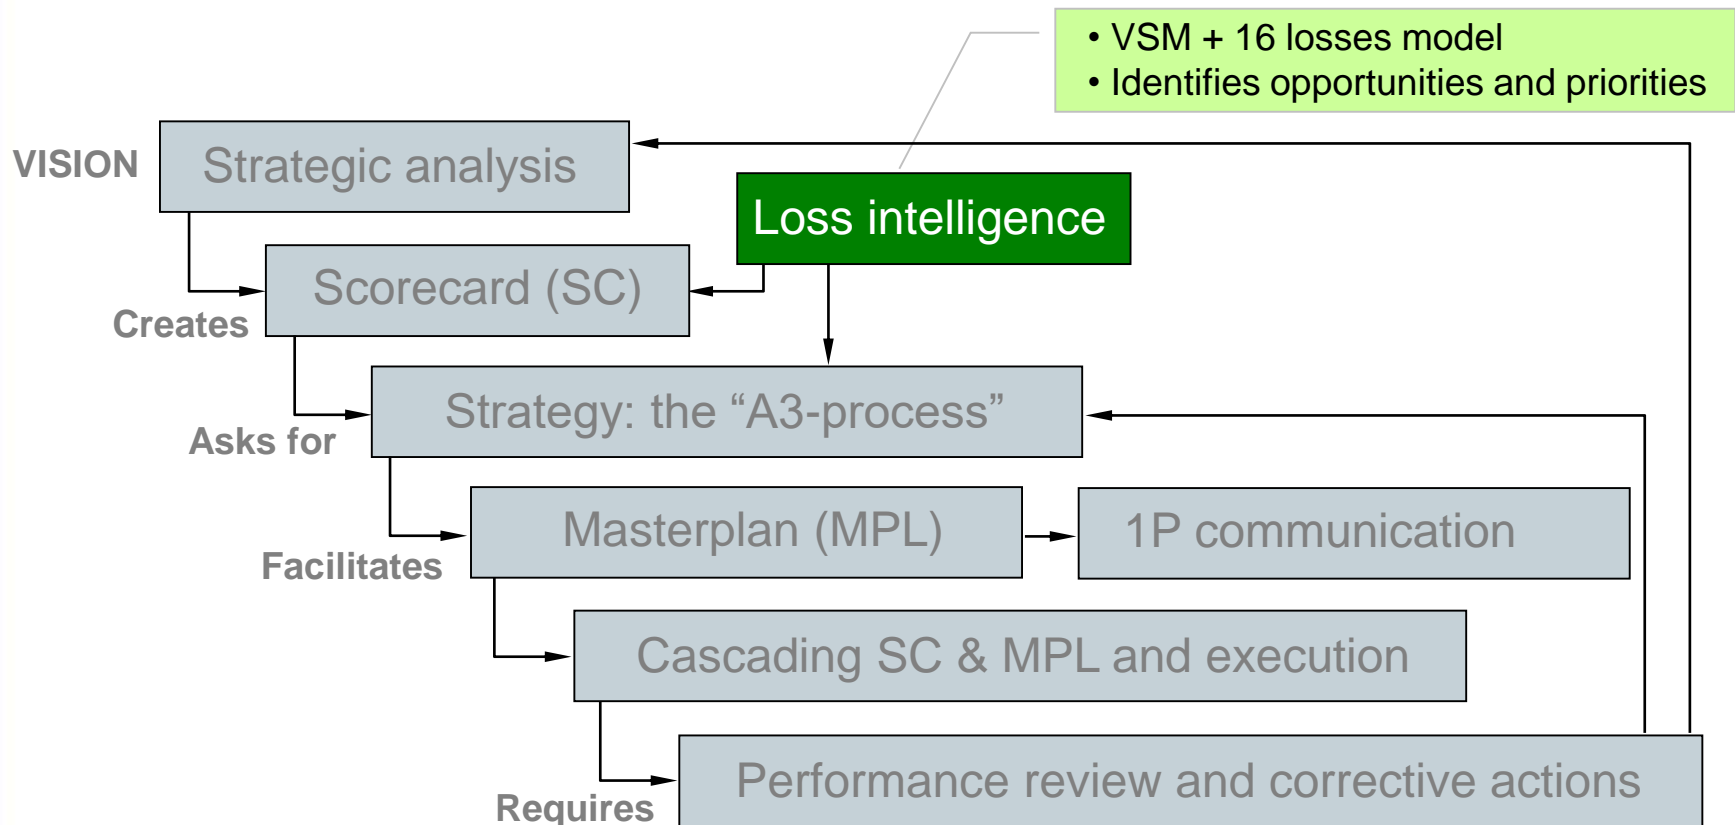 • VSM + 16 losses model
• Identifies opportunities and priorities
VISION
Strategic analysis
Loss intelligence
Scorecard (SC)
Creates
Strategy: the “A3-process”
Asks for
Masterplan (MPL)
1P communication
Facilitates
Cascading SC & MPL and execution
Performance review and corrective actions
Requires